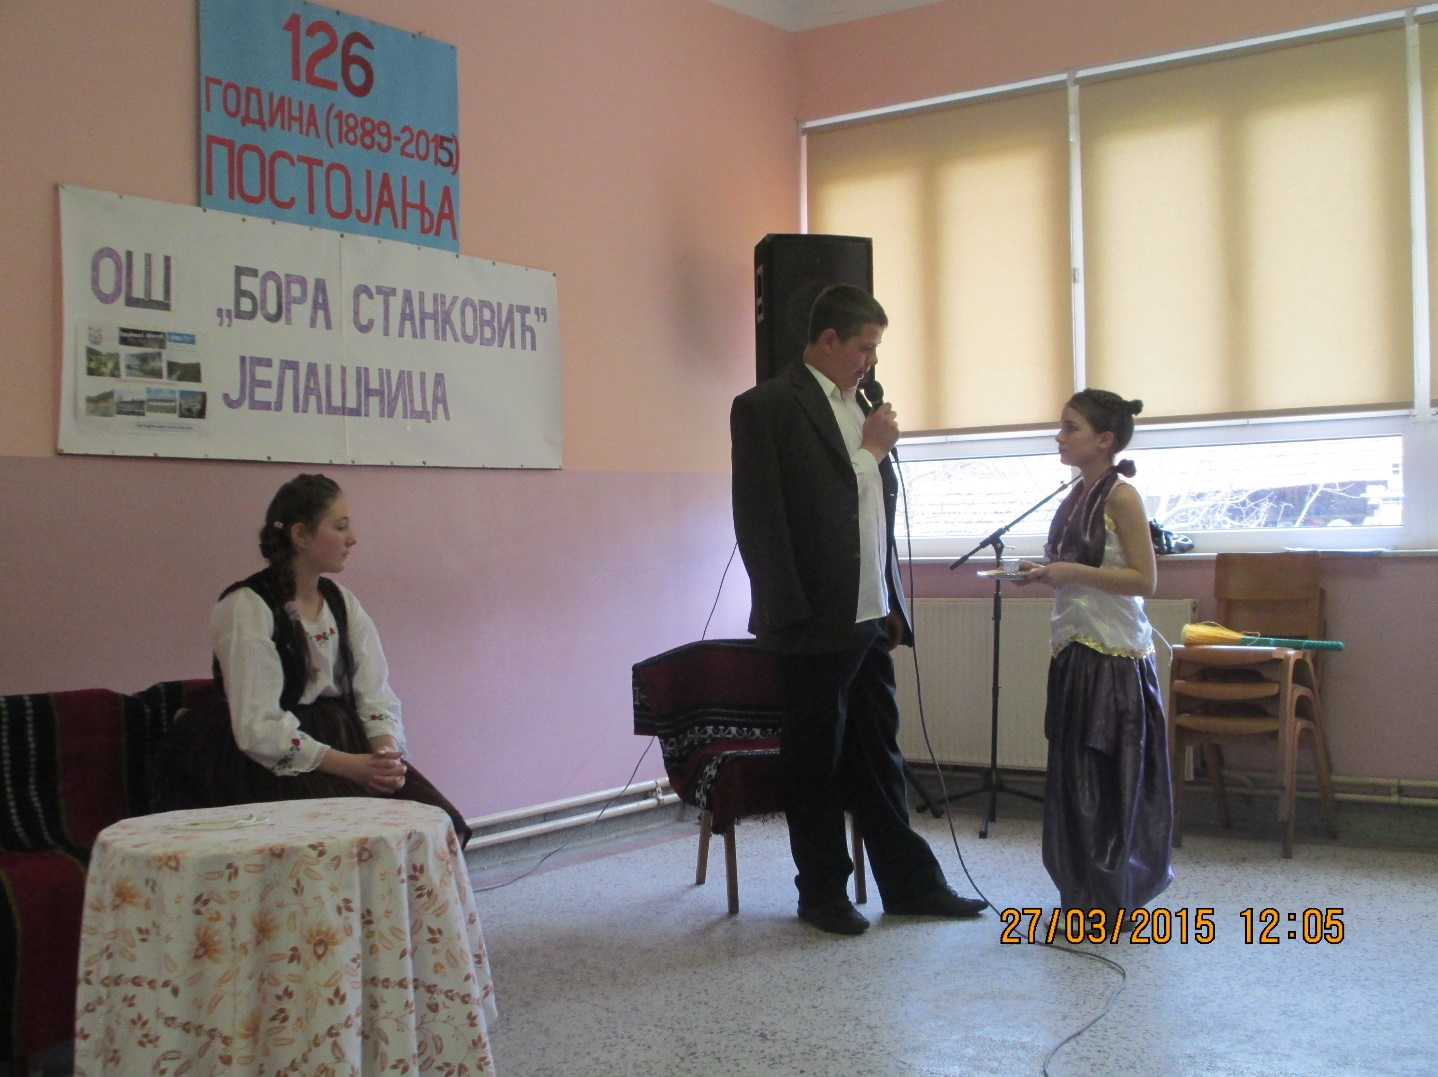 126
ГОДИНА (1889-2015)
ПОСТОЈАЊА
ОШ „БОРА СТАНКОВИЋ”
ЈЕЛАШНИЦА
27/03/2015 12:05